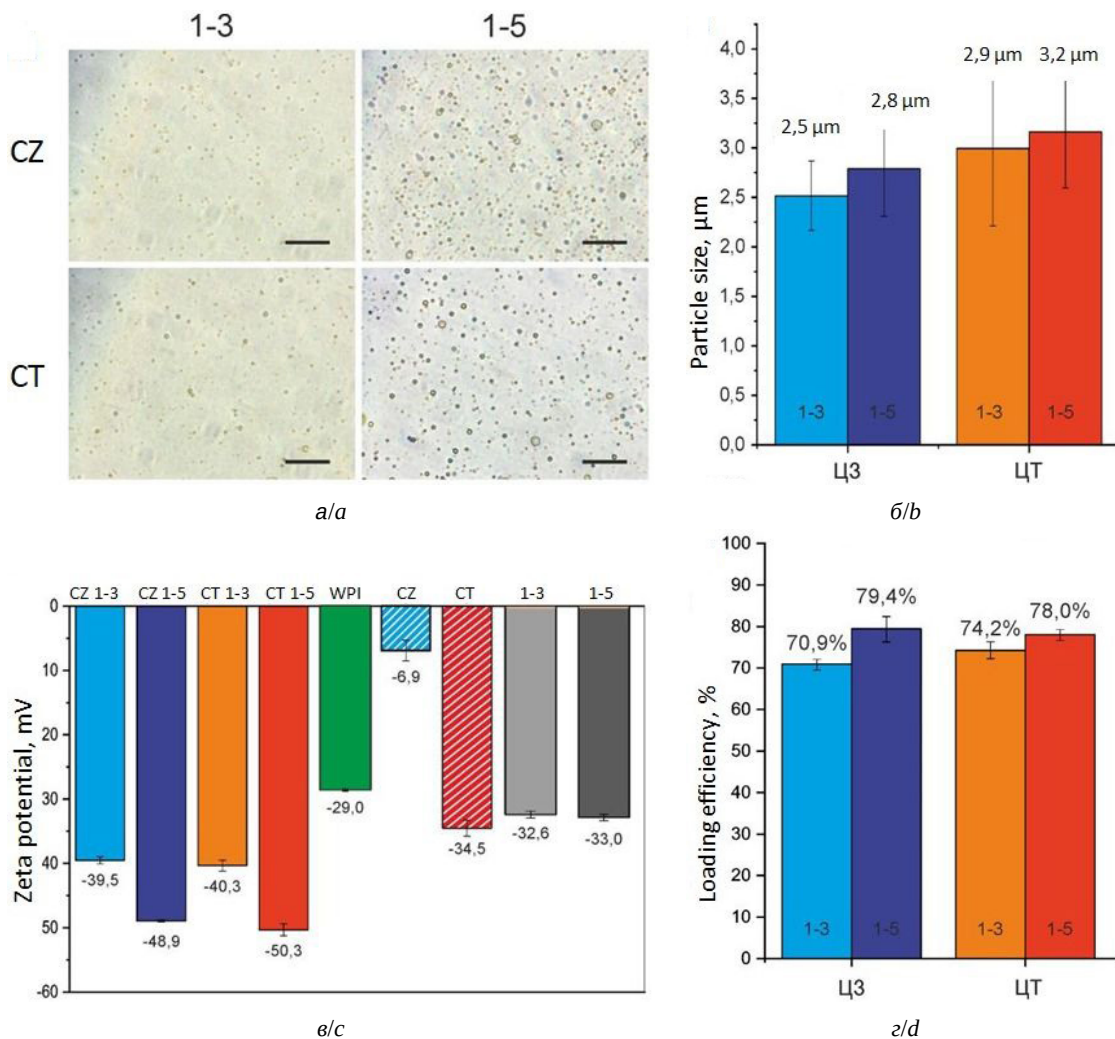 1-3
1-5
CZ
CT
а/a
4,0
3,5
3,0
2,5
2,0
1,5
1,0
0,5
0,0
Particle size, µm
2,5 µm
2,8 µm
2,9 µm
3,2 µm
1-3
1-5
1-3
1-5
ЦЗ
ЦТ
б/b
CZ 1-3
CZ 1-5
CT 1-3
CT 1-5
WPI
CZ
CT
1-3
1-5
0
10
20
30
40
50
-60
Zeta potential, mV
-39,5
-48,9
-40,3
-50,3
-29,0
-6,9
-34,5
-32,6
-33,0
в/c
100
90
80
70
60
50
40
30
20
10
0
Loading efficiency, %
70,9%
79,4%
74,2%
78,0%
1-3
1-5
1-3
1-5
ЦЗ
ЦТ
г/d